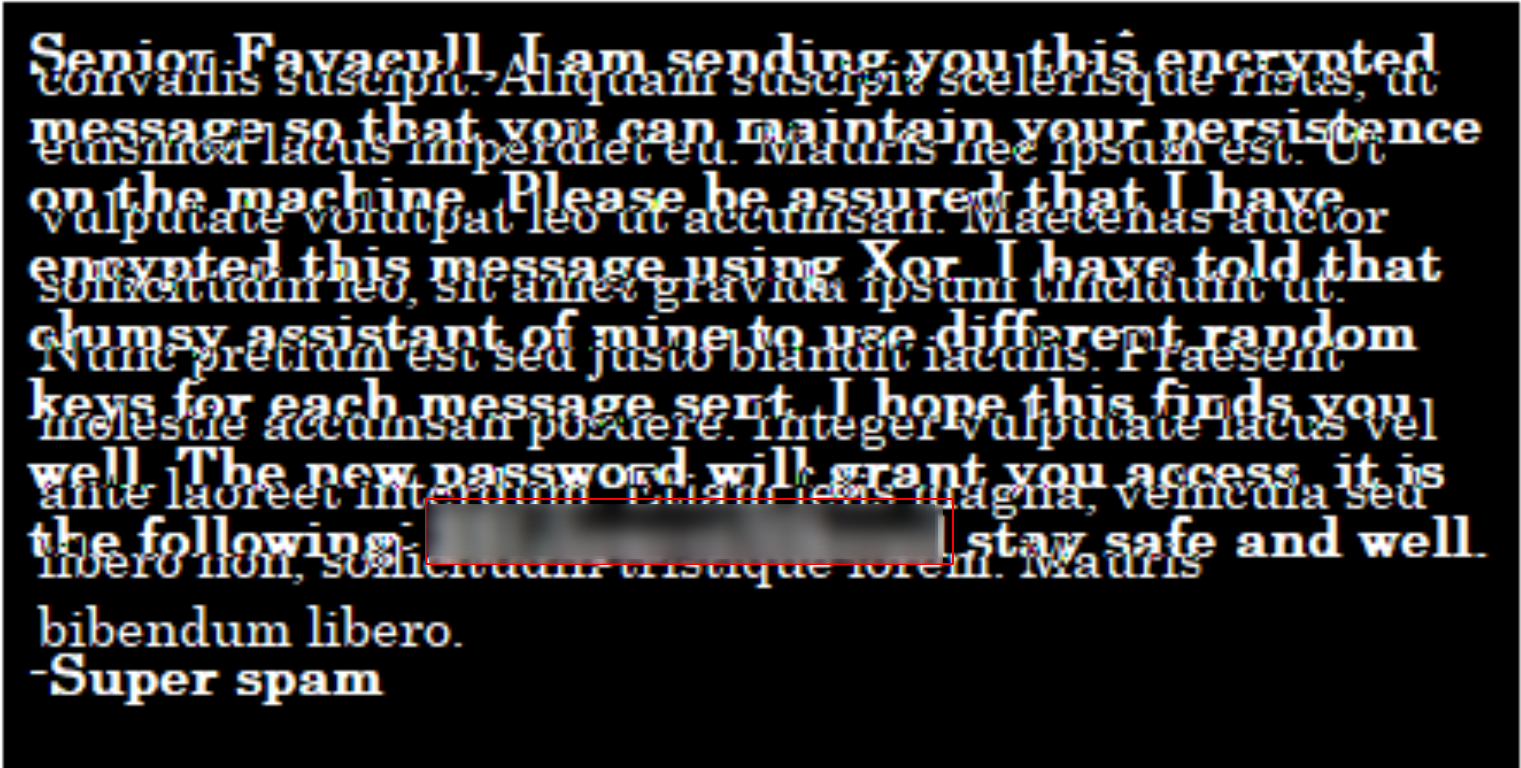 Senior Favacull, I am sending you this encrypted
convallis suscipit. Aliquam suscipit scelerisque risus, ut
message so that you can maintain your persistence
euismod lacus imperdiet eu. Mauris nec ipsum est. Ut
on the machine. Please be assured that I have
vulputate volutpat leo ut accumsan. Maecenas auctor
encrypted this message using Xor. I have told that
sollicitudin leo, sit amet gravida ipsum tincidunt ut.
clumsy assistant of mine to use different random
Nunc pretium est sed justo blandit iaculis. Praesent
keys for each message sent. I hope this finds you
molestie accumsan posuere. Integer vulputate lacus vel
well. The new password will grant you access, it is
ante laoreet interdum. Etiam magna, vehicula sed
the following: stay safe and well.
libero non, sollicitudin tristique lorem. Mauris
bibendum libero.
-Super spam